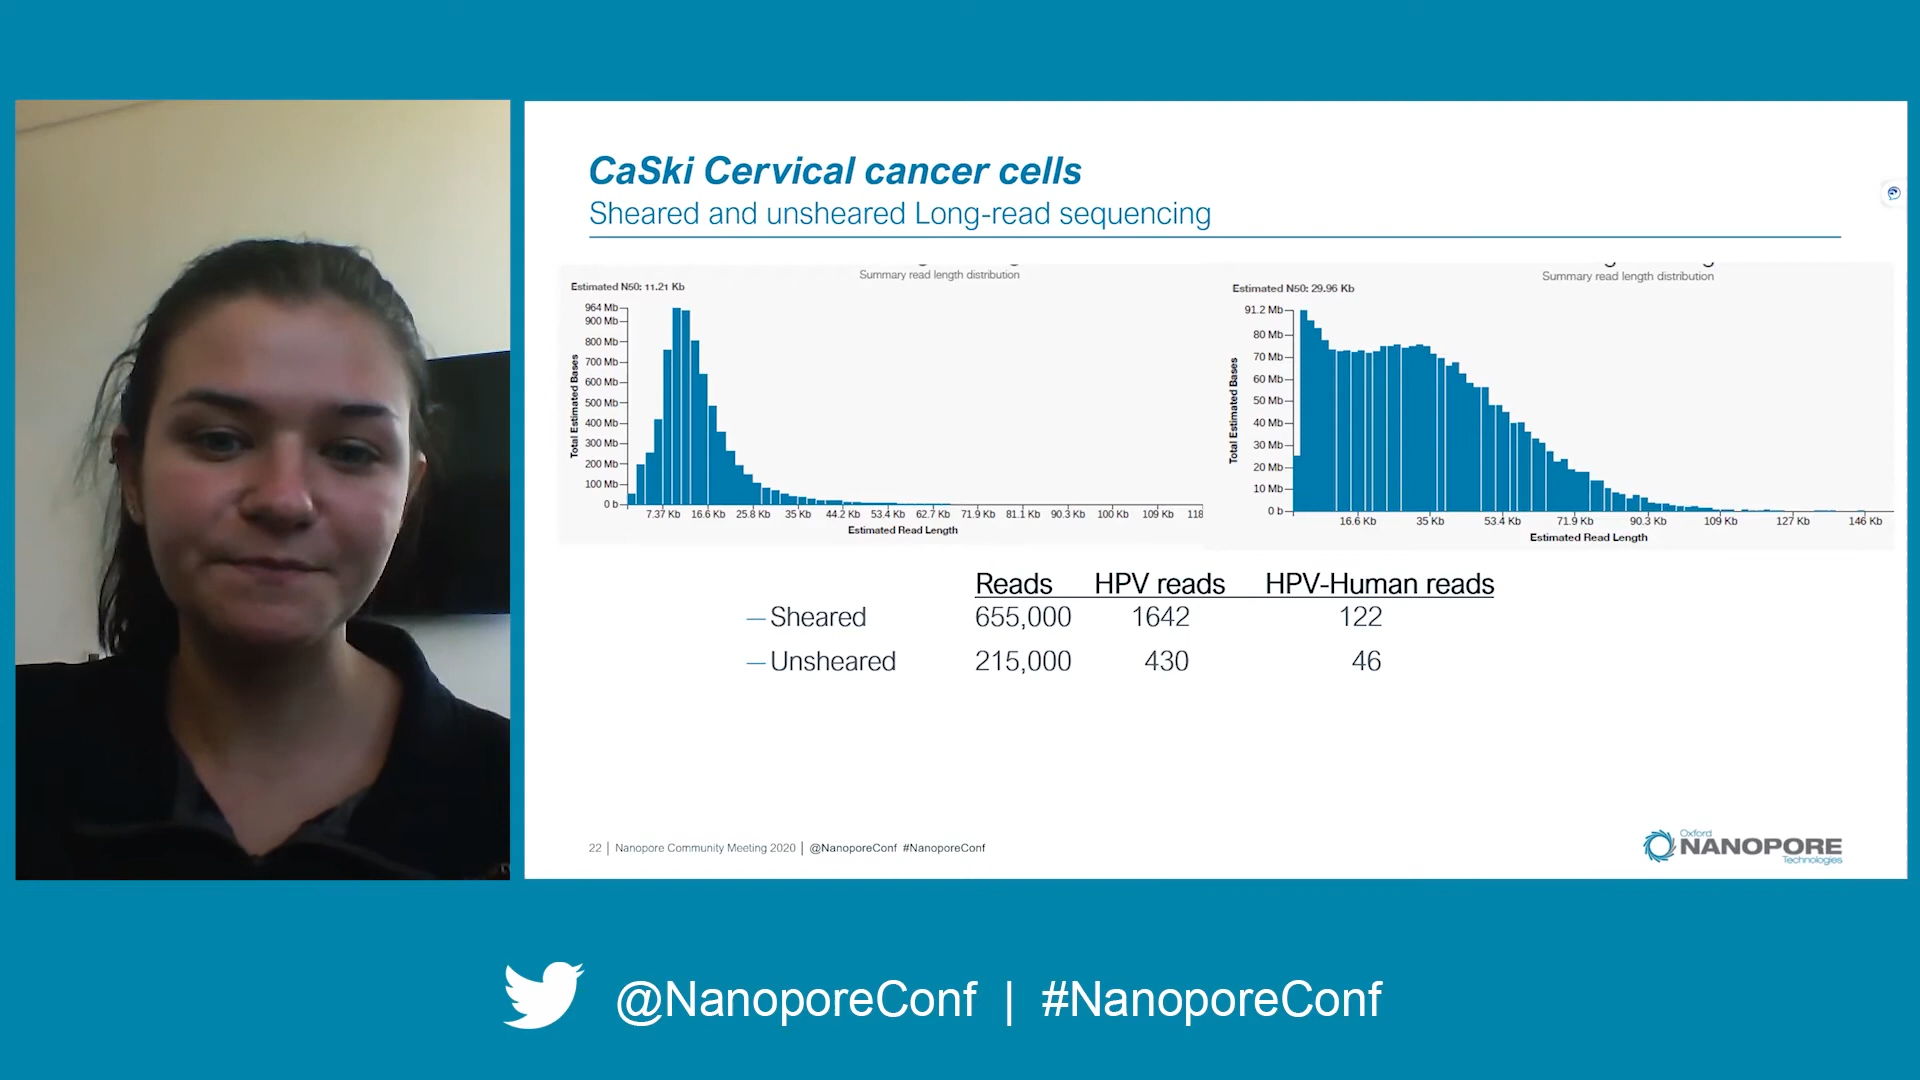 CaSki Cervical cancer cells
Sheared and unsheared Long-read sequencing
Summary read length distribution
Estimated N50: 11.21 Kb
964 Mb
900 Mb
800 Mb
700 Mb
600 Mb
500 Mb
400 Mb
300 Mb
200 Mb
100 Mb
0 b
Total Estimated Bases
7.37 Kb 16.6 Kb 25.8 Kb 35 Kb 44.2 Kb 53.4 Kb 62.7 Kb 71.9 Kb 81.1 Kb 90.3 Kb 100 Kb 109 Kb 118
Estimated Read Length
Summary read length distribution
Estimated N50: 29.96 Kb
91.2 Mb
80 Mb
70 Mb
60 Mb
50 Mb
40 Mb
30 Mb
20 Mb
10 Mb
0 b
Total Estimated Bases
16.6 Kb 35 Kb 53.4 Kb 71.9 Kb 90.3 Kb 109 Kb 127 Kb 146 Kb
Estimated Read Length
Reads HPV reads HPV-Human reads
— Sheared 655,000 1642 122
— Unsheared 215,000 430 46
22 | Nanopore Community Meeting 2020 | @NanoporeConf #NanoporeConf
Oxford
NANOPORE
Technologies
@NanoporeConf | #NanoporeConf